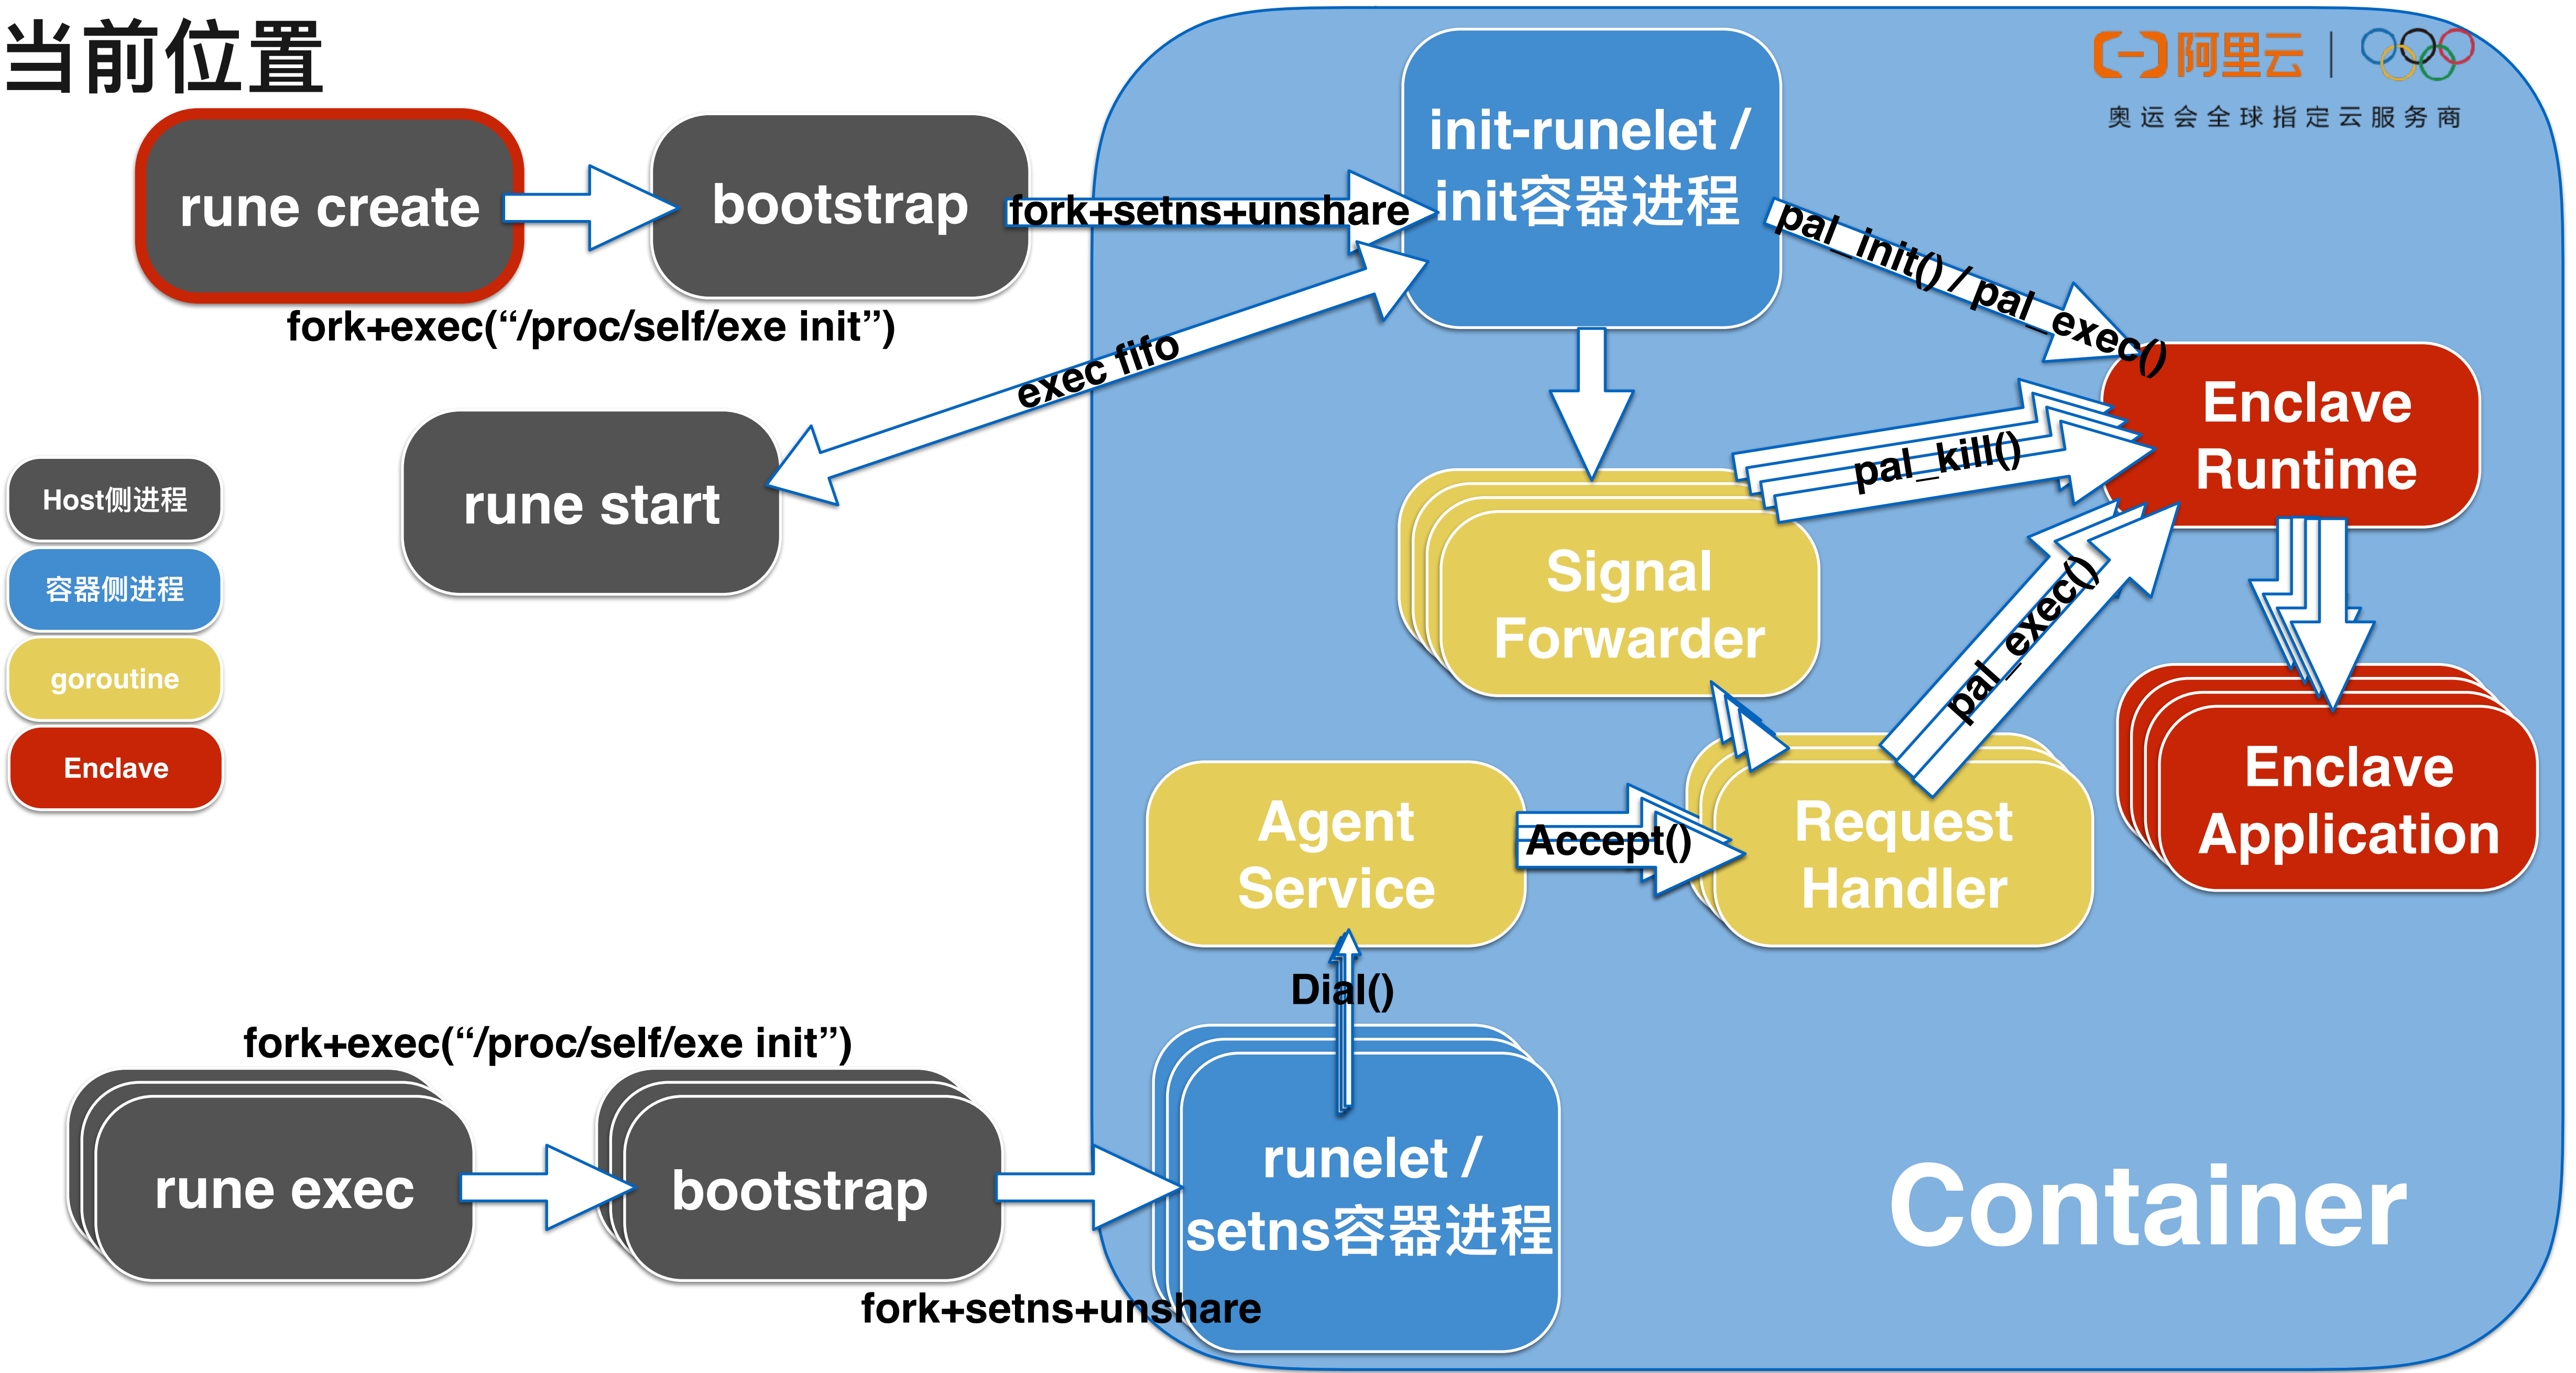 当前位置
阿里云
奥运会全球指定云服务商
rune create
bootstrap
fork+setns+unshare
init-runelet /
init容器进程
pal_init() / pal_exec()
fork+exec(“/proc/self/exe init”)
exec fifo
rune start
Enclave
Runtime
pal_kill()
Host侧进程
容器侧进程
goroutine
Enclave
Signal
Forwarder
pal_exec()
Agent
Service
Accept()
Request
Handler
Enclave
Application
Dial()
fork+exec(“/proc/self/exe init”)
rune exec
bootstrap
runelet /
setns容器进程
fork+setns+unshare
Container